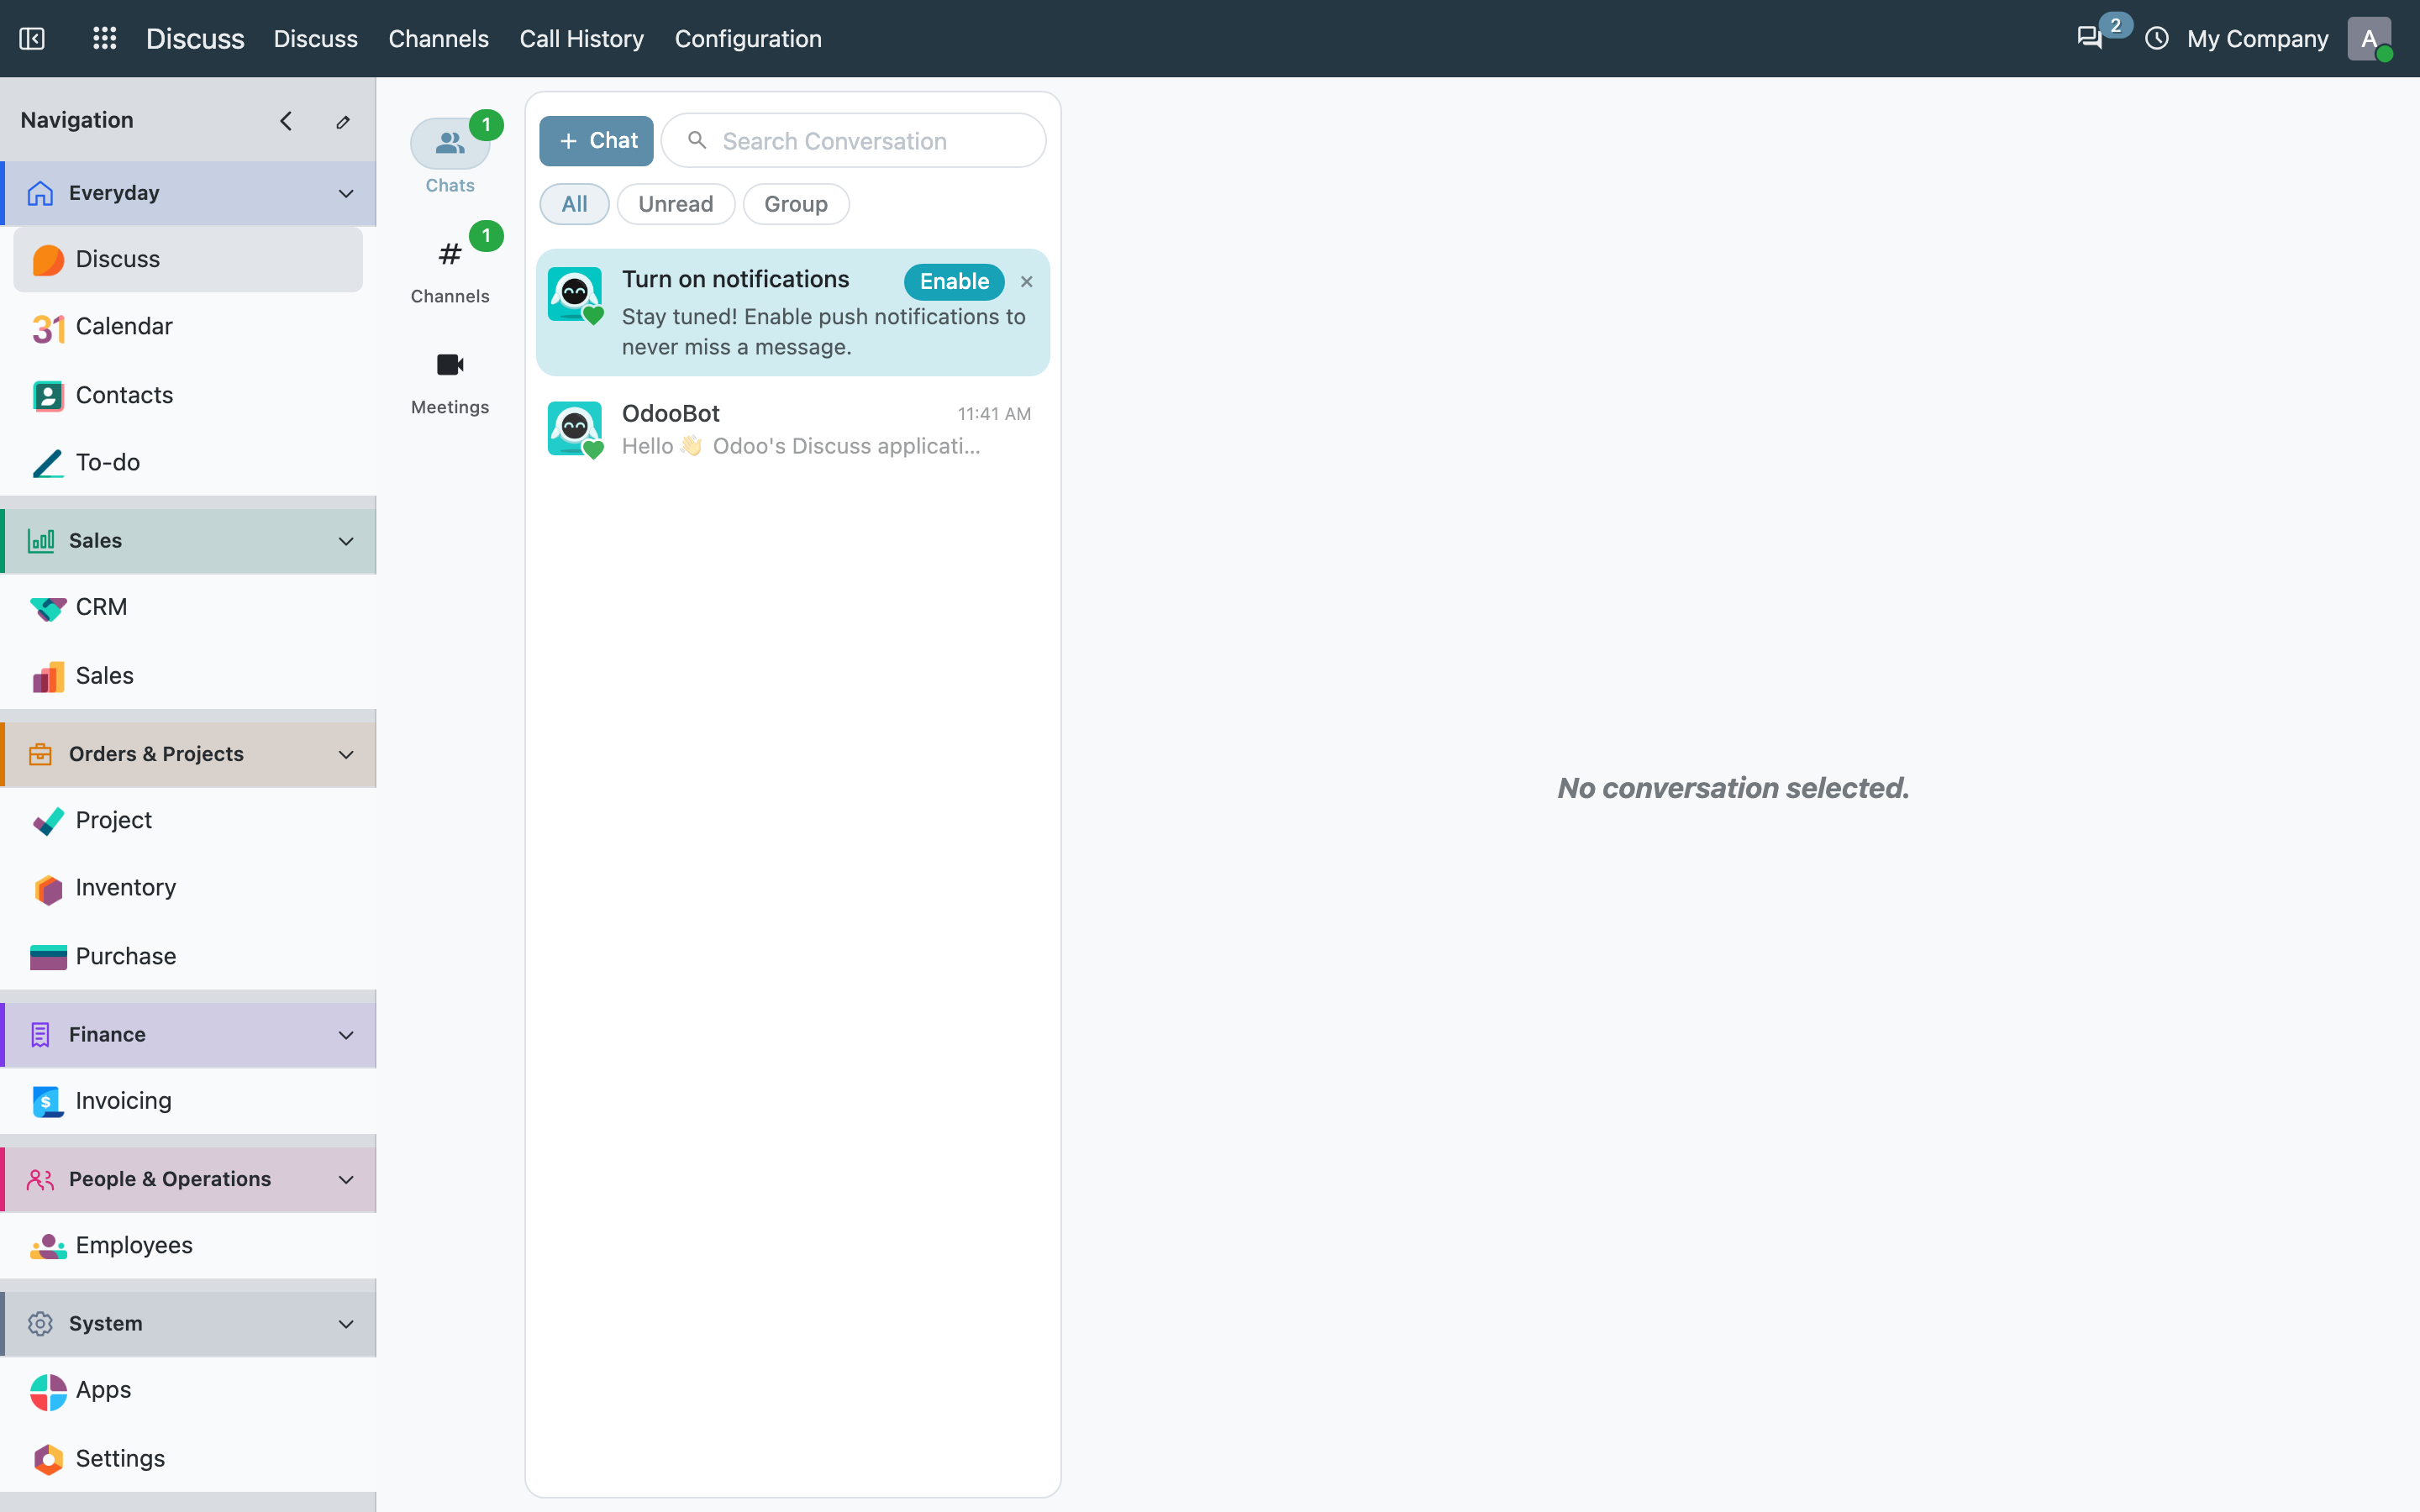 Discuss Discuss Channels Call History Configuration 2 My Company A
Navigation
Everyday
Discuss
31 Calendar
Contacts
To-do
Sales
CRM
Sales
Orders & Projects
Project
Inventory
Purchase
Finance
$ Invoicing
People & Operations
Employees
System
Apps
Settings
1
Chats
1
#
Channels
Meetings
+ Chat Search Conversation
All Unread Group
Turn on notifications Enable ×
Stay tuned! Enable push notifications to
never miss a message.
OdooBot 11:41 AM
Hello 👋 Odoo's Discuss applicati...
No conversation selected.